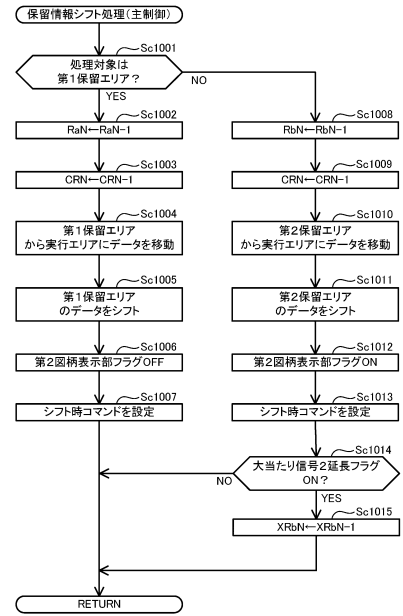 保留情報シフト処理(主制御)
Sc1001
処理対象は
第1保留エリア?
NO
YES
Sc1002
RaN←RaN-1
Sc1003
CRN←CRN-1
Sc1004
第1保留エリア
から実行エリアにデータを移動
Sc1005
第1保留エリア
のデータをシフト
Sc1006
第2図柄表示部フラグOFF
Sc1007
シフト時コマンドを設定
Sc1008
RbN←RbN-1
Sc1009
CRN←CRN-1
Sc1010
第2保留エリア
から実行エリアにデータを移動
Sc1011
第2保留エリア
のデータをシフト
Sc1012
第2図柄表示部フラグON
Sc1013
シフト時コマンドを設定
Sc1014
大当たり信号2延長フラグ
ON?
NO
YES
Sc1015
XRbN←XRbN-1
RETURN